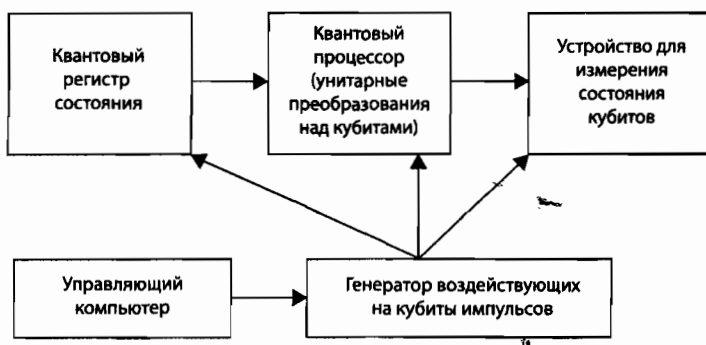 Квантовый
регистр
состояния
Квантовый
процессор
(унитарные
преобразования
над кубитами)
Устройство для
измерения
состояния
кубитов
Управляющий
компьютер
Генератор воздействующих
на кубиты импульсов